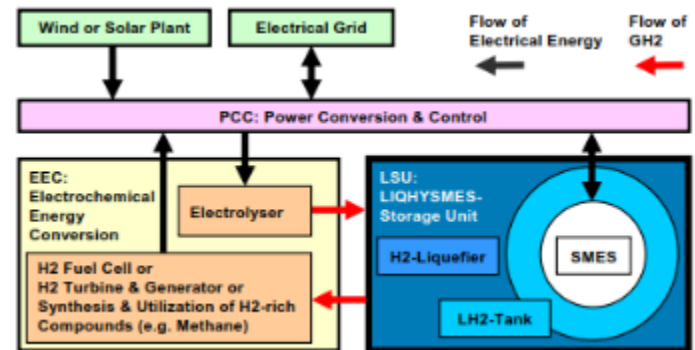 Wind or Solar Plant
Electrical Grid
Flow of
Electrical Energy
Flow of
GH2
PCC: Power Conversion & Control
EEC:
Electrochemical
Energy
Conversion
Electrolyser
H2 Fuel Cell or
H2 Turbine & Generator or
Synthesis & Utilization of H2-rich
Compounds (e.g. Methane)
LSU:
LIQHYSMES-
Storage Unit
H2-Liquefier
SMES
LH2-Tank